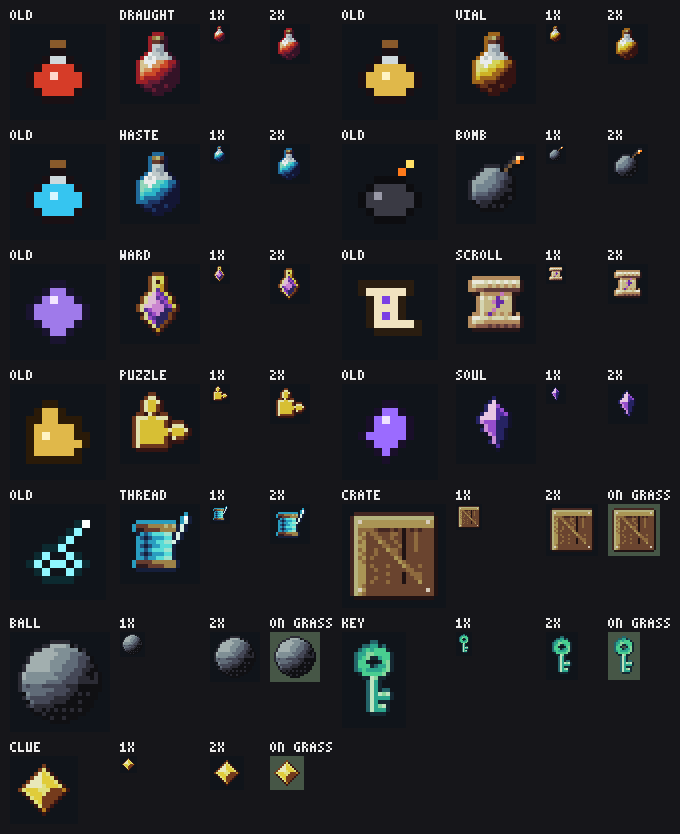 OLD DRAUGHT 1X 2X OLD VIAL 1X 2X
OLD HASTE 1X 2X OLD BOMB 1X 2X
OLD WARD 1X 2X OLD SCROLL 1X 2X
OLD PUZZLE 1X 2X OLD SOUL 1X 2X
OLD THREAD 1X 2X CRATE 1X 2X ON GRASS
BALL 1X 2X ON GRASS KEY 1X 2X ON GRASS
CLUE 1X 2X ON GRASS